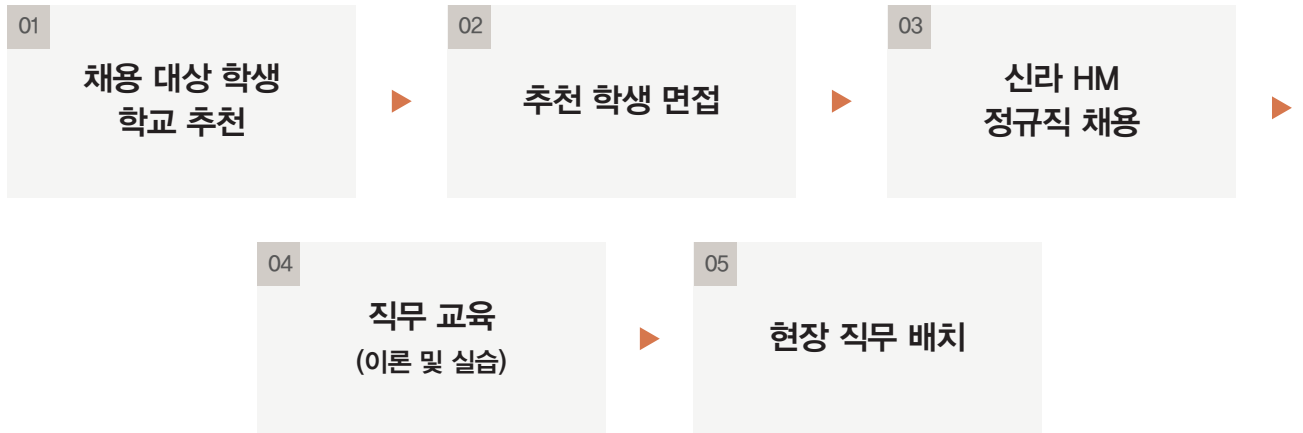 01
채용 대상 학생
학교 추천
02
추천 학생 면접
03
신라 HM
정규직 채용
04
직무 교육
(이론 및 실습)
05
현장 직무 배치